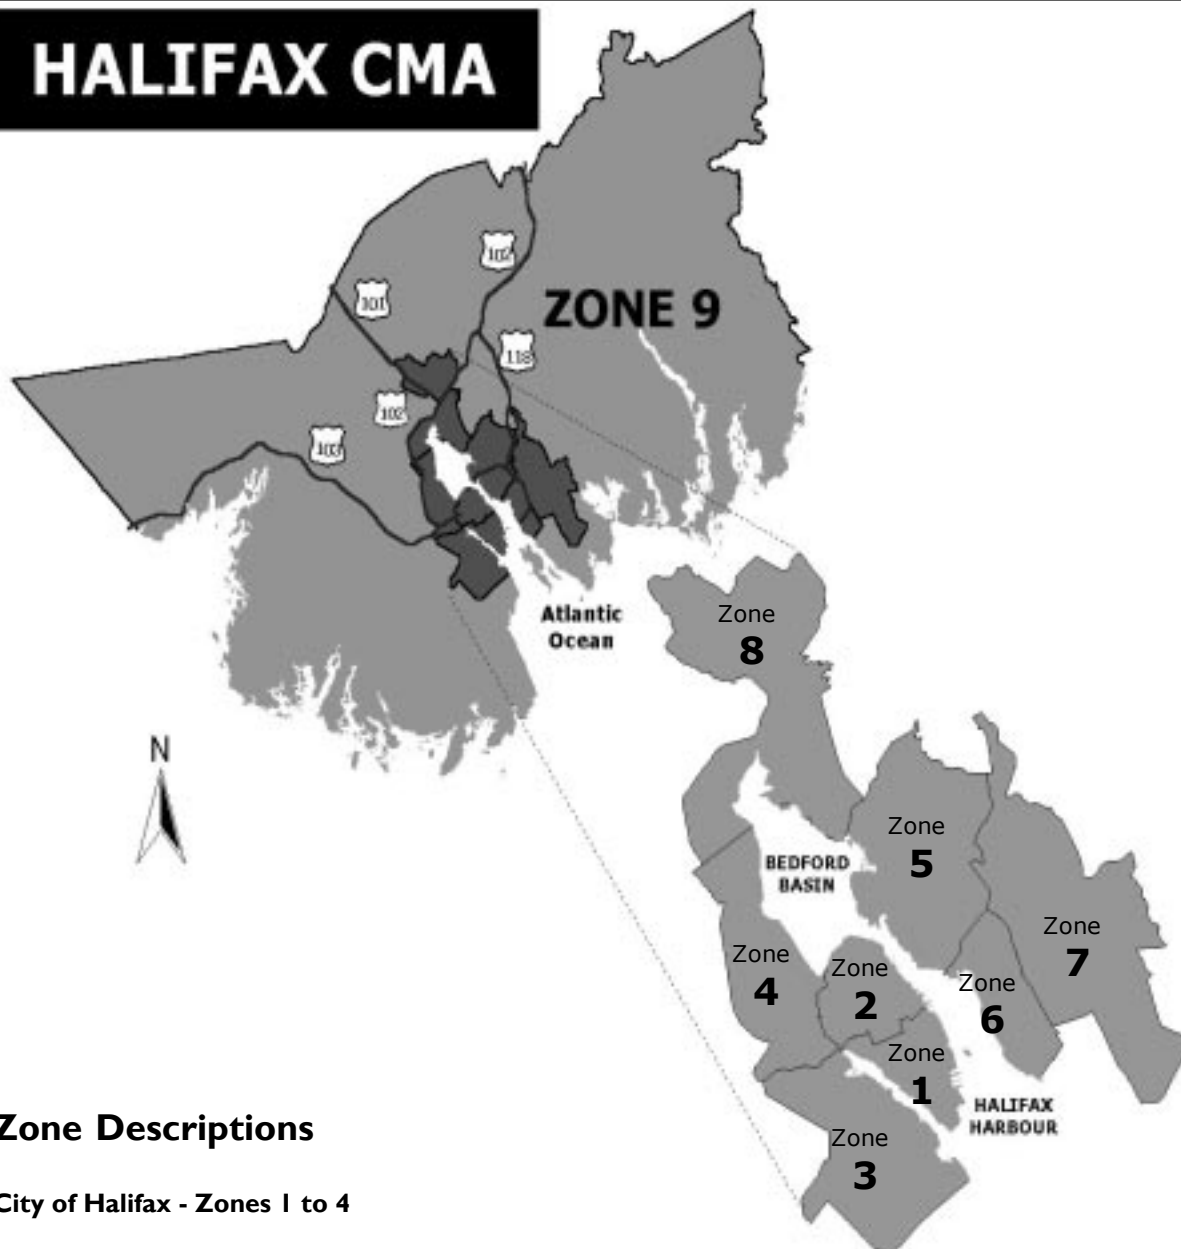 HALIFAX CMA
102
101
ZONE 9
118
102
103
Atlantic
Ocean
Zone
8
N
Zone
5
BEDFORD
BASIN
Zone
7
Zone
4
Zone
2
Zone
6
Zone
1
HALIFAX
HARBOUR
Zone
3
Zone Descriptions
City of Halifax - Zones 1 to 4